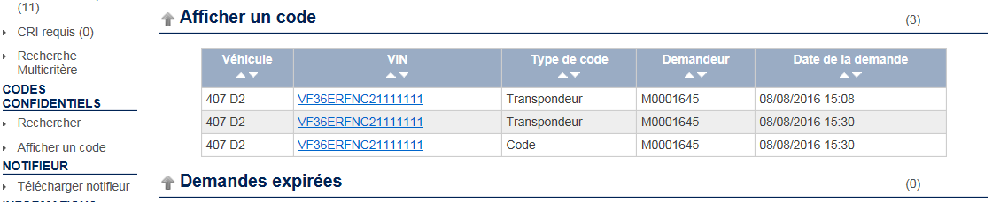 (11)
CRI requis (0)
Recherche
Multicritère
CODES
CONFIDENTIELS
Rechercher
Afficher un code
NOTIFIEUR
Télécharger notifieur
Afficher un code (3)
Véhicule VIN Type de code Demandeur Date de la demande
407 D2 VF36ERFNC21111111 Transpondeur M0001645 08/08/2016 15:08
407 D2 VF36ERFNC21111111 Transpondeur M0001645 08/08/2016 15:30
407 D2 VF36ERFNC21111111 Code M0001645 08/08/2016 15:30
Demandes expirées (0)